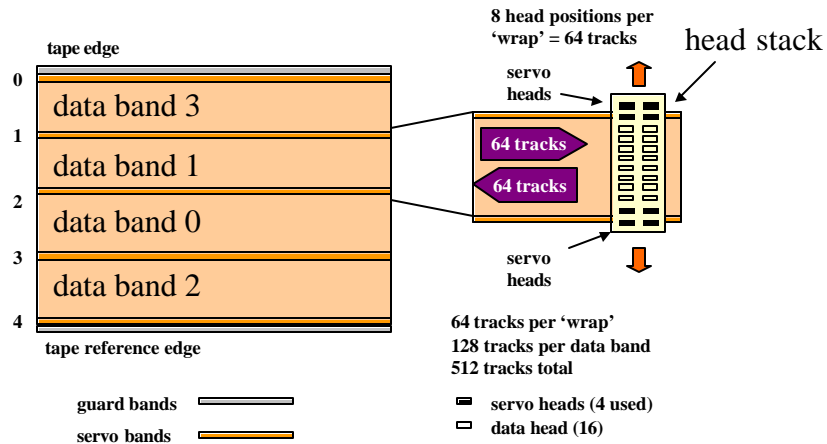 8 head positions per
'wrap' = 64 tracks
tape edge
head stack
servo
heads
0
data band 3
1
data band 1
2
data band 0
3
data band 2
4
tape reference edge
64 tracks
64 tracks
servo
heads
64 tracks per 'wrap'
128 tracks per data band
512 tracks total
guard bands
servo bands
servo heads (4 used)
data head (16)